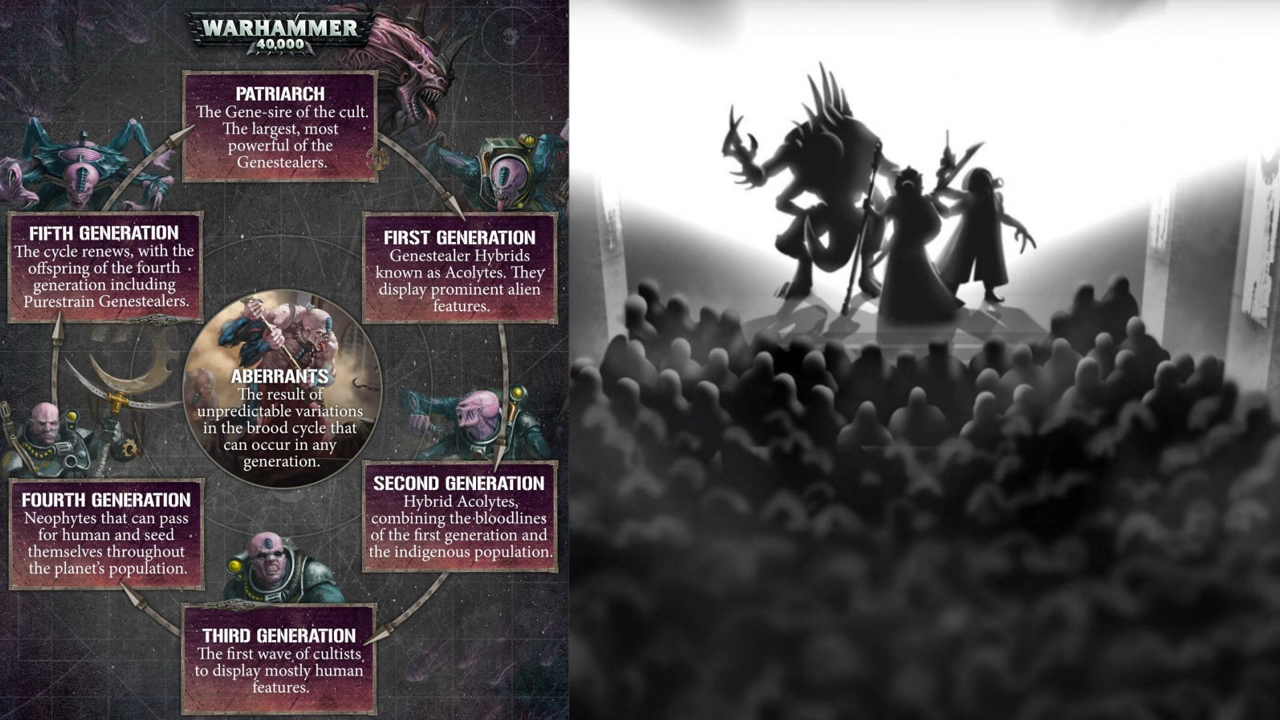 WARHAMMER
40,000
PATRIARCH
The Gene-sire of the cult.
The largest, most
powerful of the
Genestealers.
FIRST GENERATION
Genestealer Hybrids
known as Acolytes. They
display prominent alien
features.
SECOND GENERATION
Hybrid Acolytes,
combining the bloodlines
of the first generation and
the indigenous population.
THIRD GENERATION
The first wave of cultists
to display mostly human
features.
FOURTH GENERATION
Neophytes that can pass
for human and seed
themselves throughout
the planet's population.
FIFTH GENERATION
The cycle renews, with the
offspring of the fourth
generation including
Purestrain Genestealers.
ABERRANTS
The result of
unpredictable variations
in the brood cycle that
can occur in any
generation.